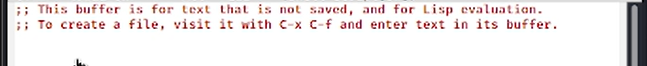 ;; This buffer is for text that is not saved, and for Lisp evaluation.
;; To create a file, visit it with C-x C-f and enter text in its buffer.